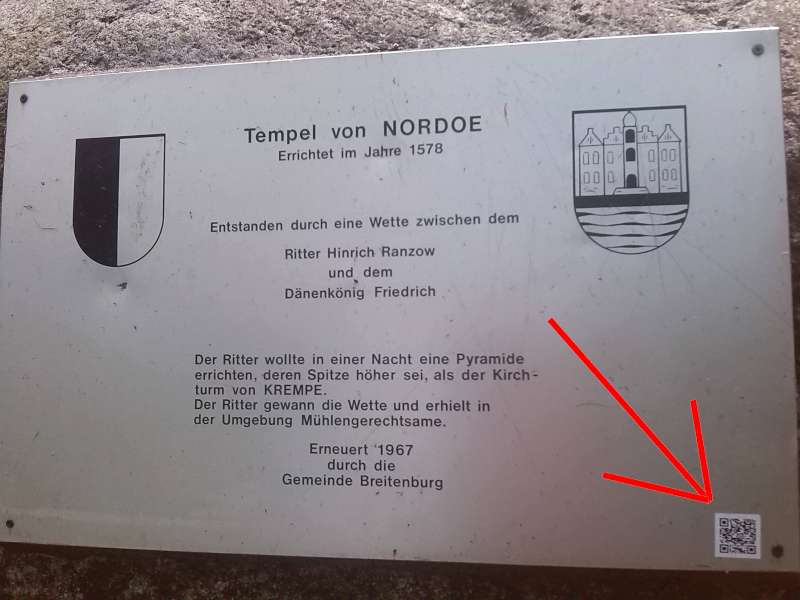 Tempel von NORDOE
Errichtet im Jahre 1578
Entstanden durch eine Wette zwischen dem
Ritter Hinrich Ranzow
und dem
Dänenkönig Friedrich
Der Ritter wollte in einer Nacht eine Pyramide
errichten, deren Spitze höher sei, als der Kirch-
turm von KREMPE.
Der Ritter gewann die Wette und erhielt in
der Umgebung Mühlengerechtsame.
Erneuert 1967
durch die
Gemeinde Breitenburg